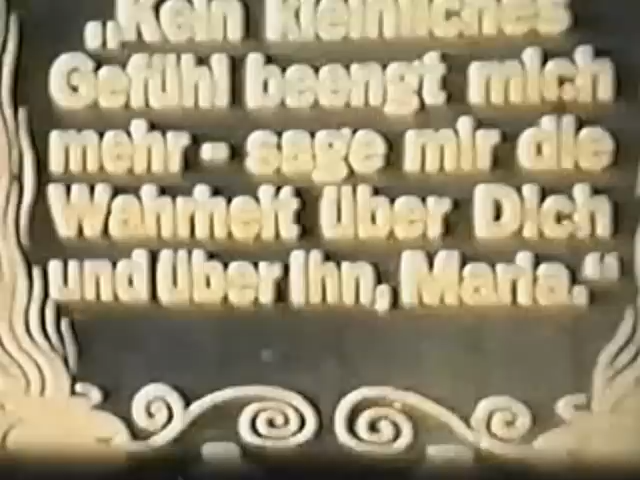 „Kein kleinliches
Gefühl beengt mich
mehr - sage mir die
Wahrheit über Dich
und über Ihn, Maria.“